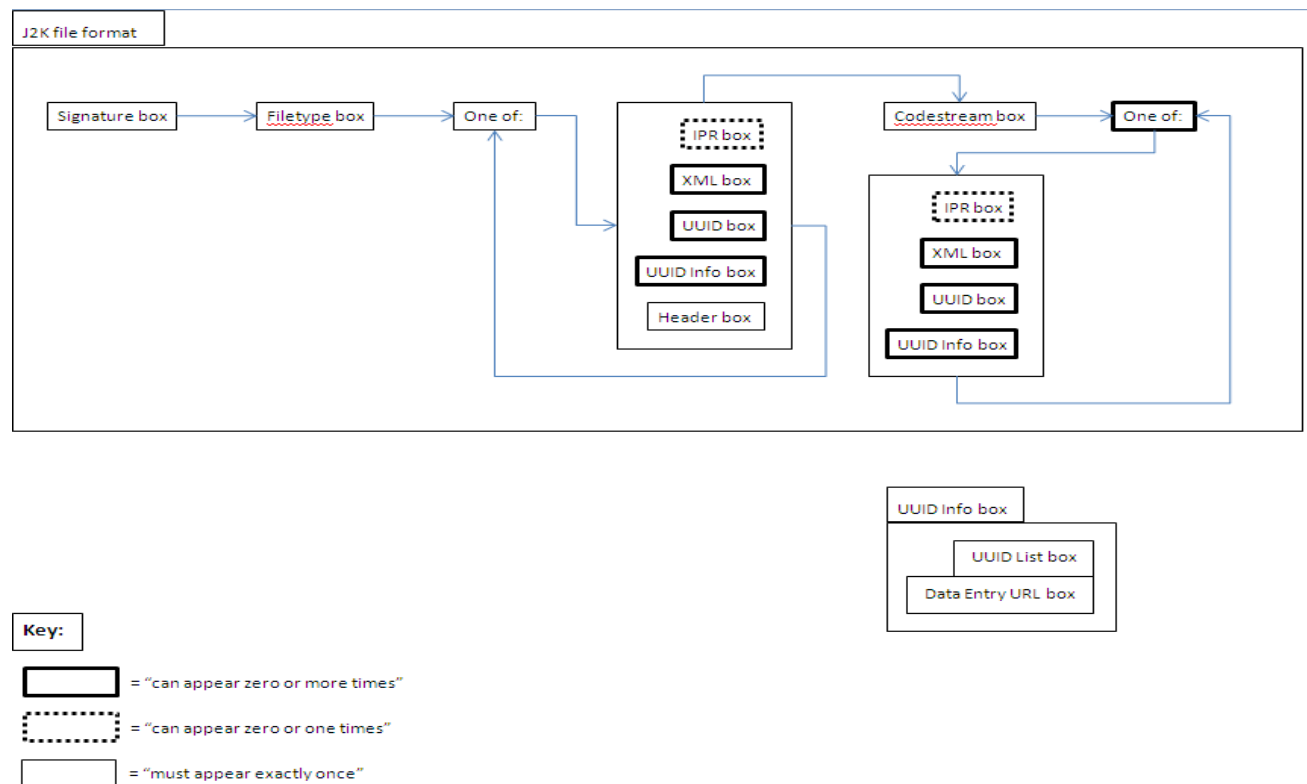 J2K file format
Signature box
Filetype box
One of:
IPR box
XML box
UUID box
UUID Info box
Header box
Codestream box
One of:
IPR box
XML box
UUID box
UUID Info box
UUID Info box
UUID List box
Data Entry URL box
Key:
= “can appear zero or more times”
= “can appear zero or one times”
= “must appear exactly once”